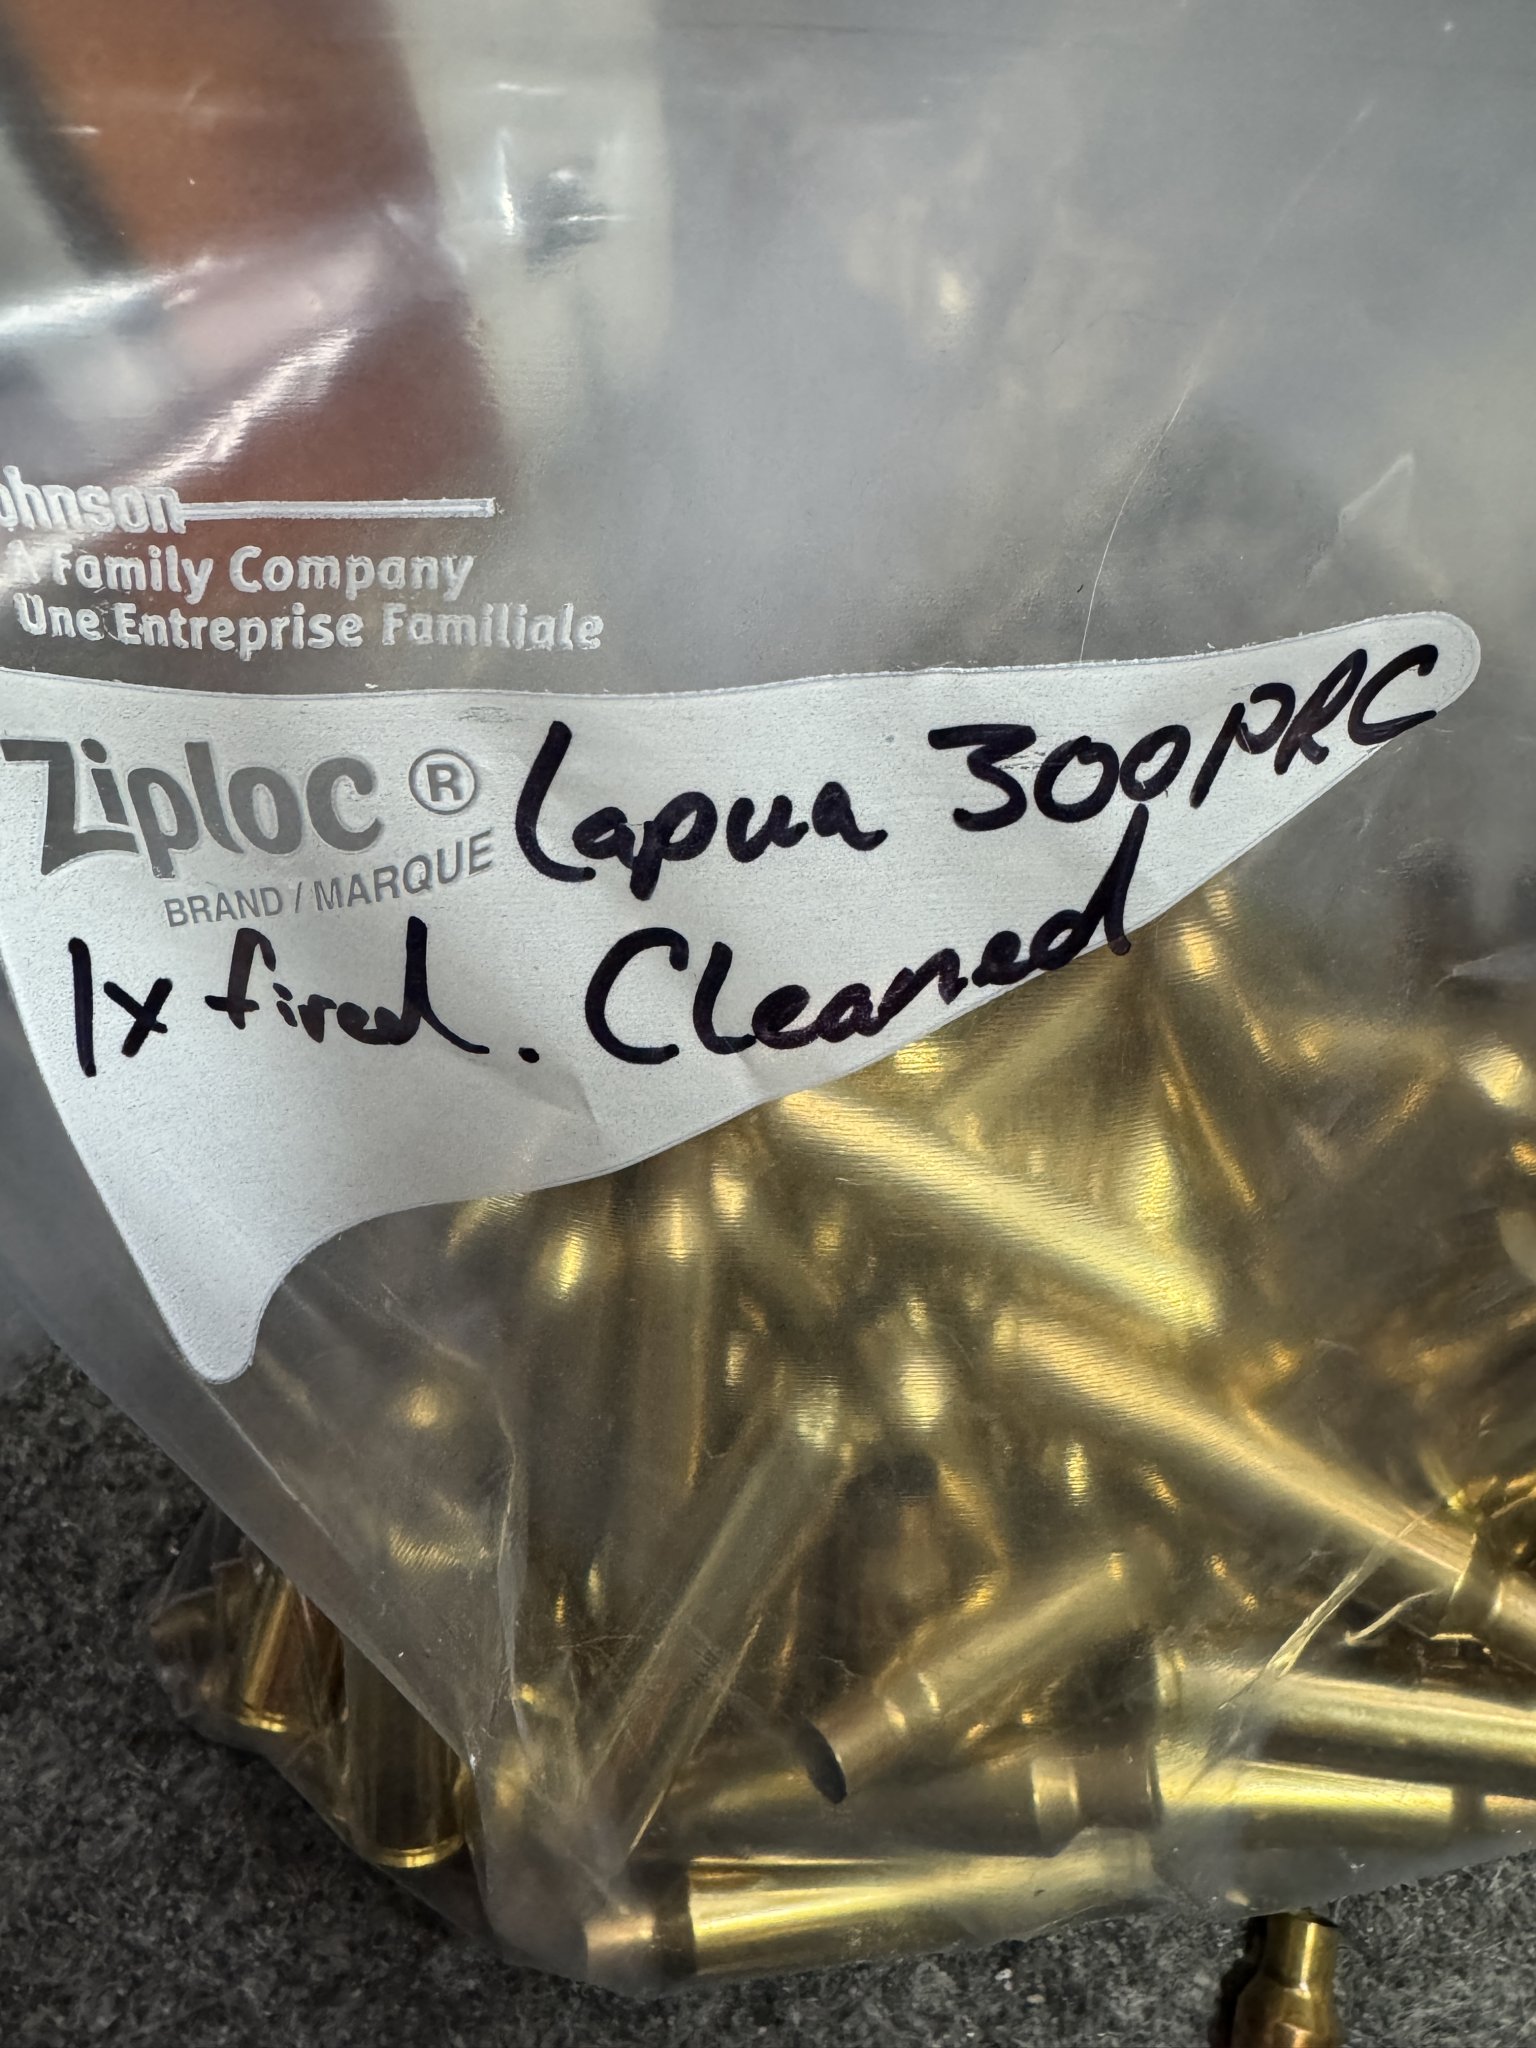 ohnson
A Family Company
Une Entreprise Familiale
Ziploc ® Lapua 300PRC
BRAND / MARQUE
1x fired. Cleaned